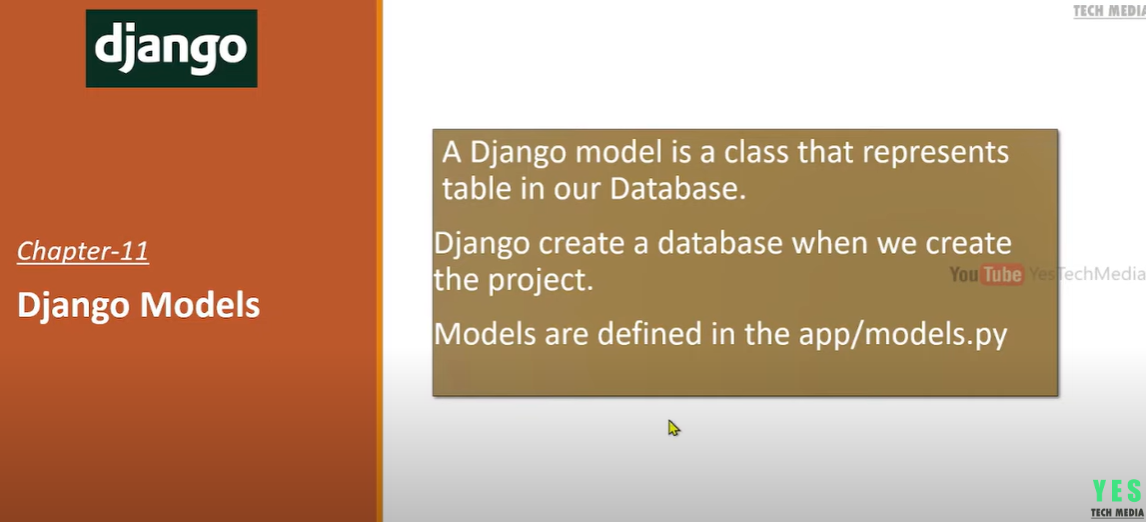 django
TECH MEDIA
Chapter-11
Django Models
A Django model is a class that represents
table in our Database.
Django create a database when we create
the project.
Models are defined in the app/models.py
YouTube YesTechMedia
YES
TECH MEDIA